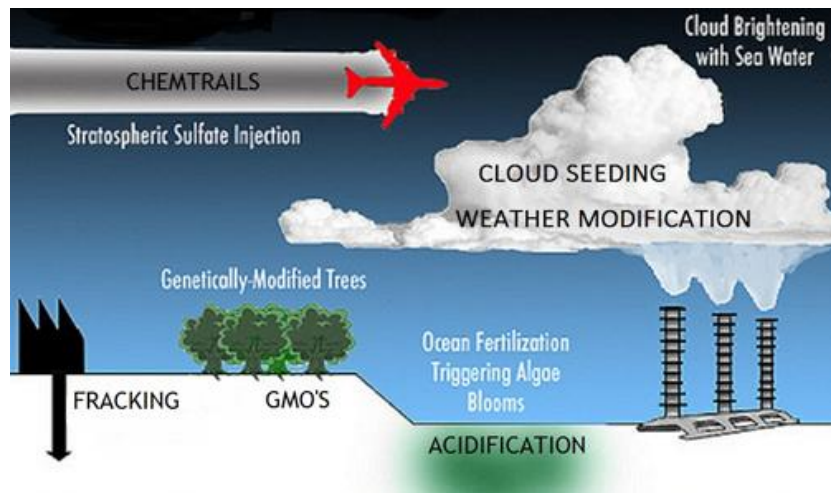 Cloud Brightening
with Sea Water
CHEMTRAILS
Stratospheric Sulfate Injection
CLOUD SEEDING
WEATHER MODIFICATION
Genetically-Modified Trees
Ocean Fertilization
Triggering Algae
Blooms
FRACKING
GMO'S
ACIDIFICATION